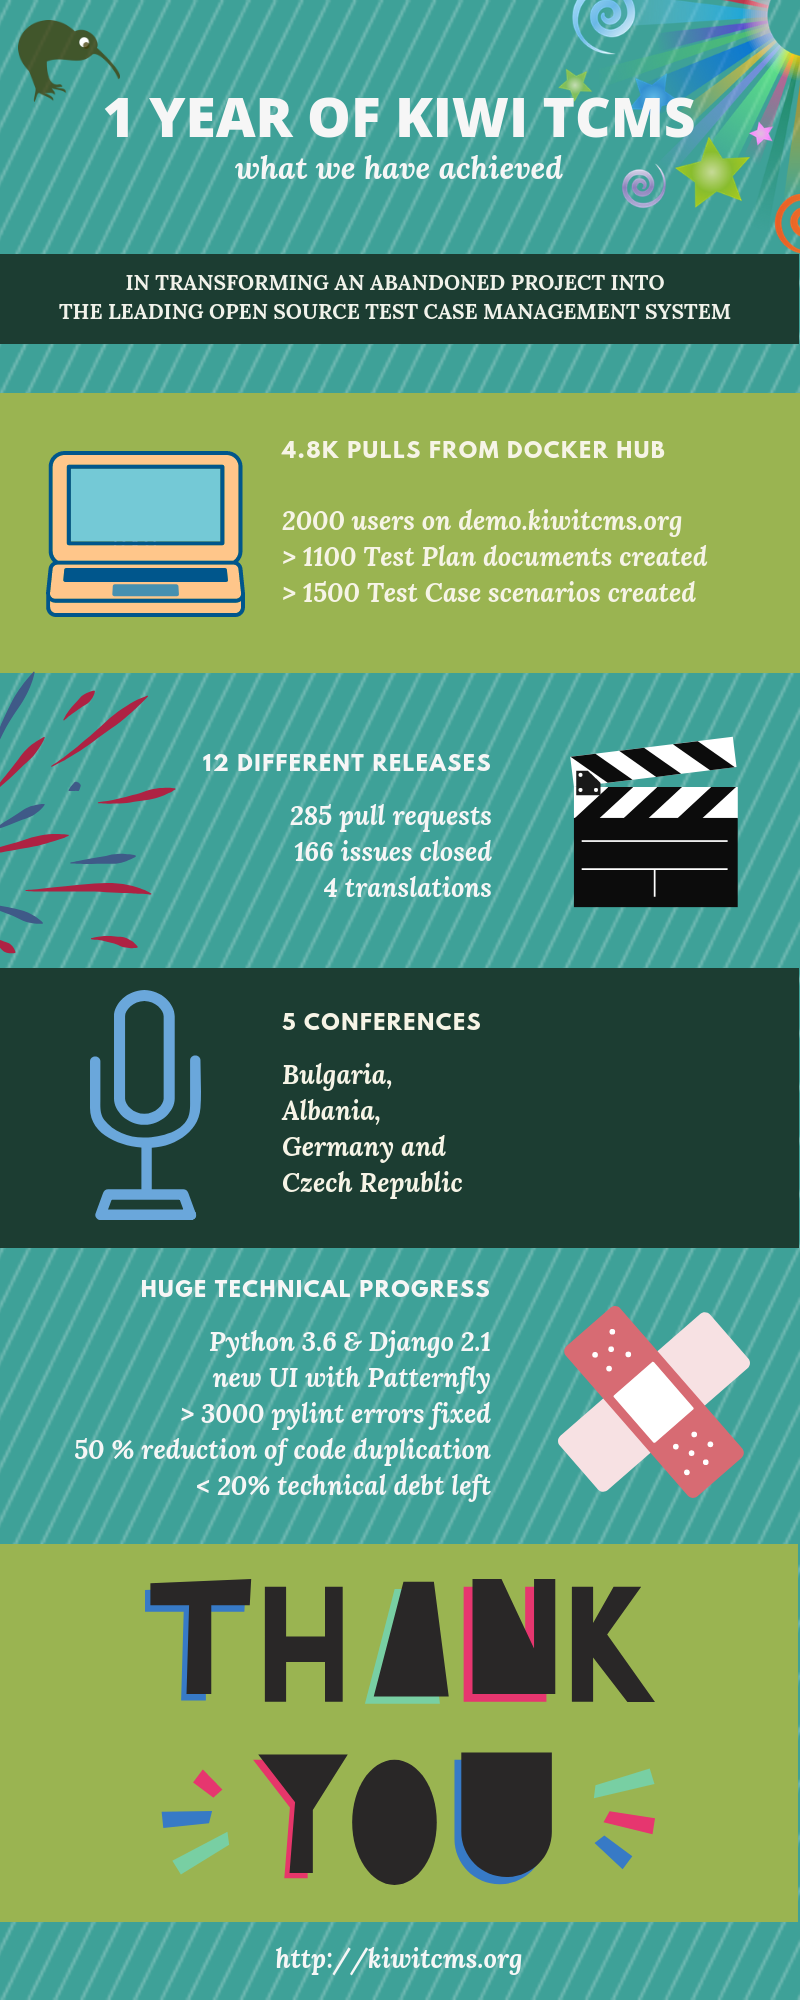 1 YEAR OF KIWI TCMS
what we have achieved
IN TRANSFORMING AN ABANDONED PROJECT INTO
THE LEADING OPEN SOURCE TEST CASE MANAGEMENT SYSTEM
4.8K PULLS FROM DOCKER HUB
2000 users on demo.kiwitcms.org
> 1100 Test Plan documents created
> 1500 Test Case scenarios created
12 DIFFERENT RELEASES
285 pull requests
166 issues closed
4 translations
5 CONFERENCES
Bulgaria,
Albania,
Germany and
Czech Republic
HUGE TECHNICAL PROGRESS
Python 3.6 & Django 2.1
new UI with Patternfly
> 3000 pylint errors fixed
50 % reduction of code duplication
< 20% technical debt left
THANK
YOU
http://kiwitcms.org